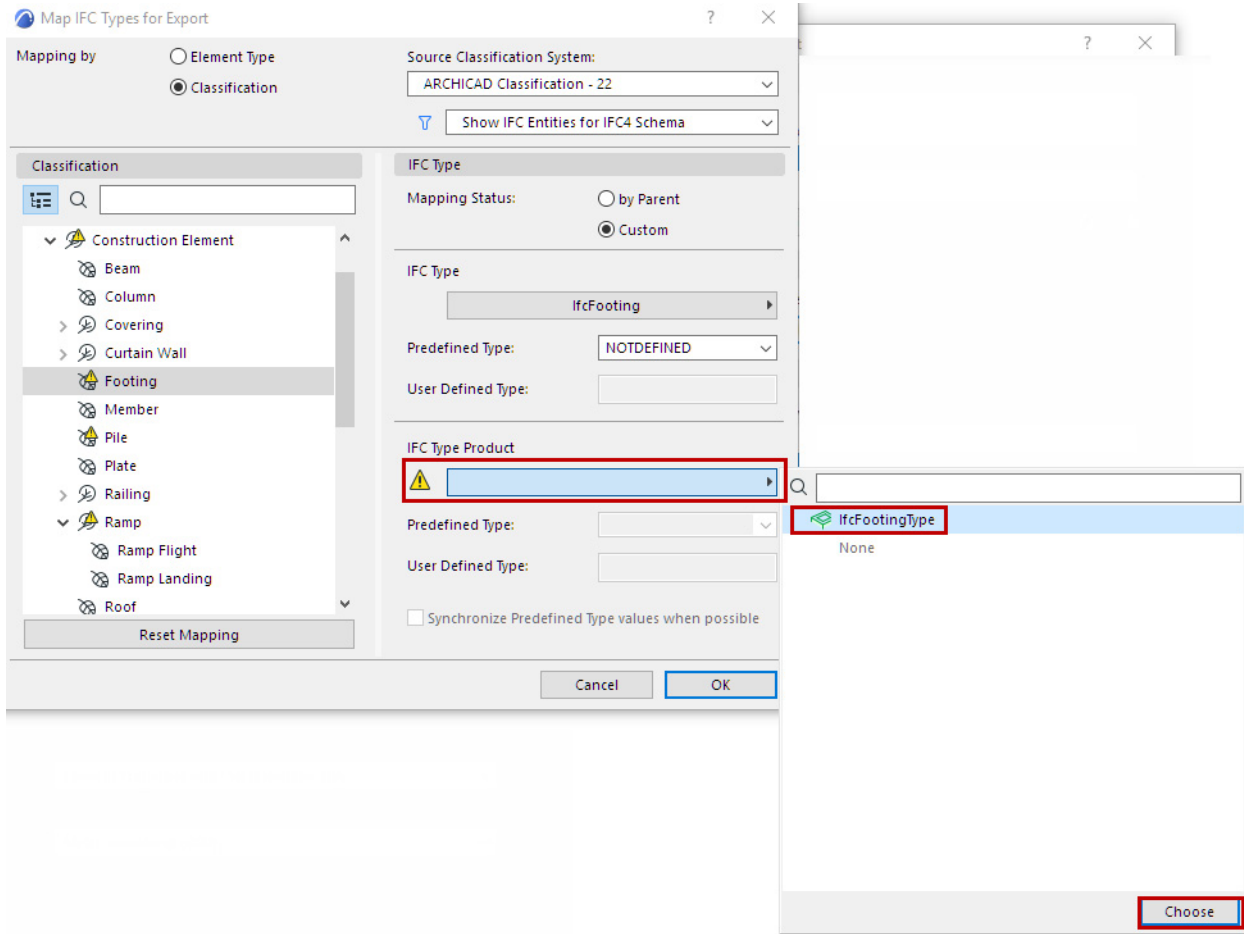 Map IFC Types for Export
Mapping by
Element Type
Classification
Source Classification System:
ARCHICAD Classification - 22
Show IFC Entities for IFC4 Schema
Classification
Construction Element
Beam
Column
Covering
Curtain Wall
Footing
Member
Pile
Plate
Railing
Ramp
Ramp Flight
Ramp Landing
Roof
Reset Mapping
IFC Type
Mapping Status:
by Parent
Custom
IFC Type
IfcFooting
Predefined Type:
NOTDEFINED
User Defined Type:
IFC Type Product
Predefined Type:
User Defined Type:
Synchronize Predefined Type values when possible
Cancel
OK
IfcFootingType
None
Choose